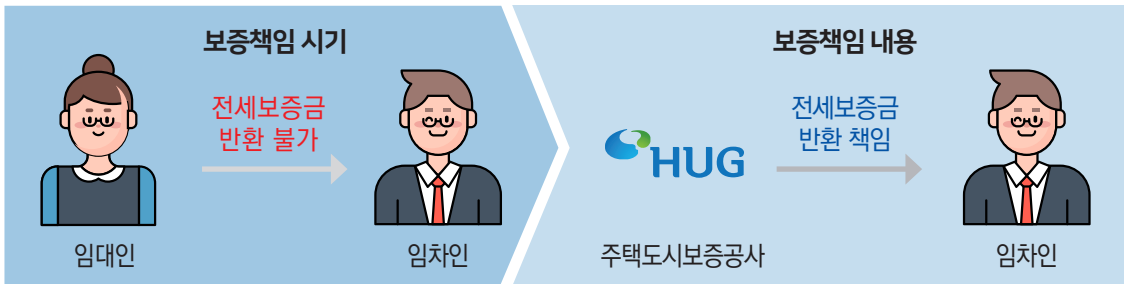 보증책임 시기
전세보증금
반환 불가
임대인
임차인
보증책임 내용
전세보증금
반환 책임
HUG
주택도시보증공사
임차인